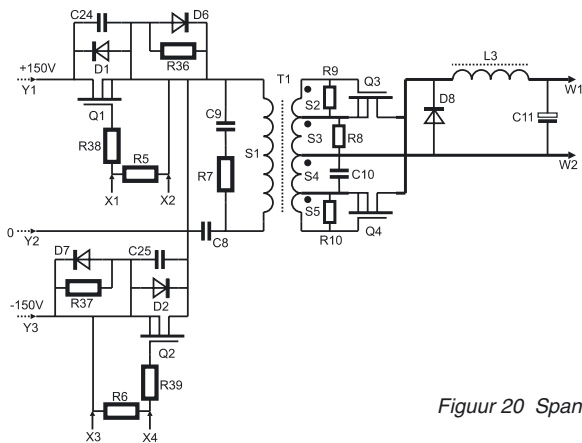 C24
D6
D1
R36
+150V
Y1
Q1
R38
R5
X1
X2
C9
R7
S1
T1
R9
Q3
S2
S3
R8
S4
C10
S5
R10
Q4
D8
L3
C11
W1
W2
0
Y2
C8
D7
C25
R37
D2
-150V
Y3
Q2
R6
R39
X3
X4
Figuur 20 Span